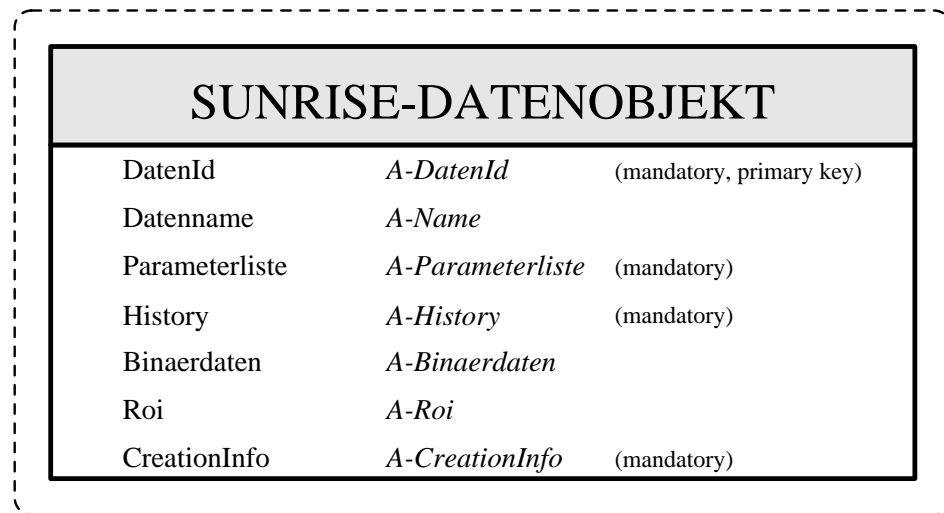 SUNRISE-DATENOBJEKT
DatenId A-DatenId (mandatory, primary key)
Datenname A-Name
Parameterliste A-Parameterliste (mandatory)
History A-History (mandatory)
Binaerdaten A-Binaerdaten
Roi A-Roi
CreationInfo A-CreationInfo (mandatory)